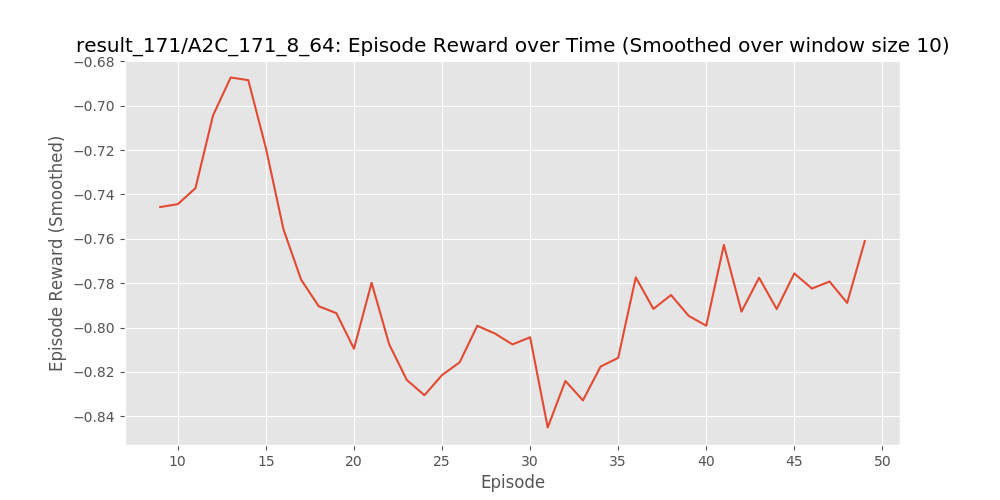 result_171/A2C_171_8_64: Episode Reward over Time (Smoothed over window size 10)
−0.68
−0.70
−0.72
−0.74
−0.76
−0.78
−0.80
−0.82
−0.84
Episode Reward (Smoothed)
10 15 20 25 30 35 40 45 50
Episode